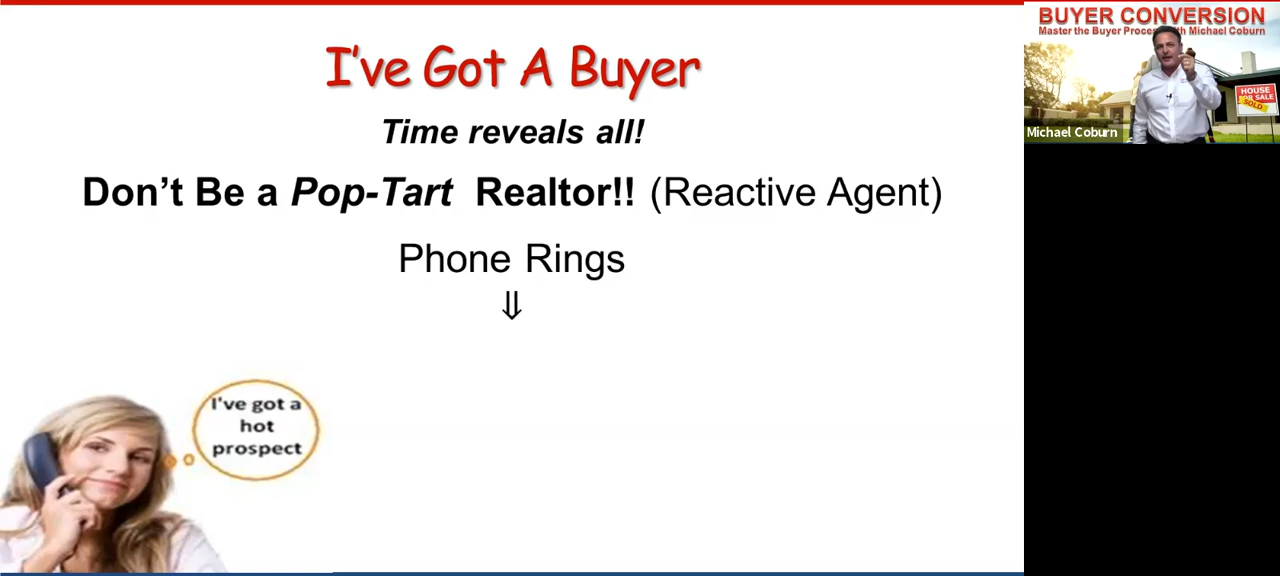 I've Got A Buyer
Time reveals all!
Don't Be a Pop-Tart Realtor!! (Reactive Agent)
Phone Rings
⇓
I've got a
hot
prospect
BUYER CONVERSION
Master the Buyer Process with Michael Coburn
HOUSE
FOR SALE
SOLD
Michael Coburn